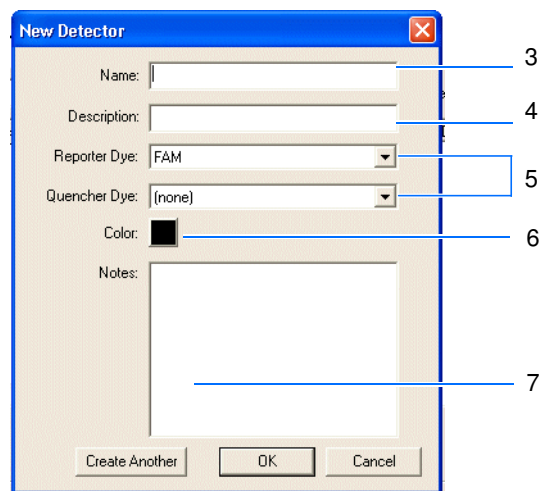 New Detector
Name:
3
Description:
4
Reporter Dye: FAM
5
Quencher Dye: (none)
Color:
6
Notes:
7
Create Another OK Cancel